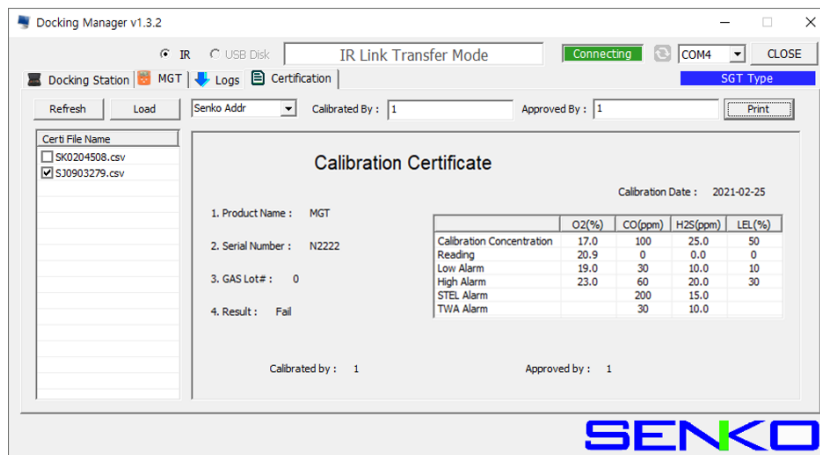 Docking Manager v1.3.2
IR USB Disk IR Link Transfer Mode Connecting COM4 CLOSE
Docking Station MGT Logs Certification SGT Type
Refresh Load Senko Addr Calibrated By : 1 Approved By : 1 Print
Certi File Name
SK0204508.csv
SJ0903279.csv
Calibration Certificate
Calibration Date : 2021-02-25
1. Product Name : MGT
2. Serial Number : N2222
3. GAS Lot# : 0
4. Result : Fail
O2(%) CO(ppm) H2S(ppm) LEL(%)
Calibration Concentration 17.0 100 25.0 50
Reading 20.9 0 0.0 0
Low Alarm 19.0 30 10.0 10
High Alarm 23.0 60 20.0 30
STEL Alarm 200 15.0
TWA Alarm 30 10.0
Calibrated by : 1 Approved by : 1
SENKO